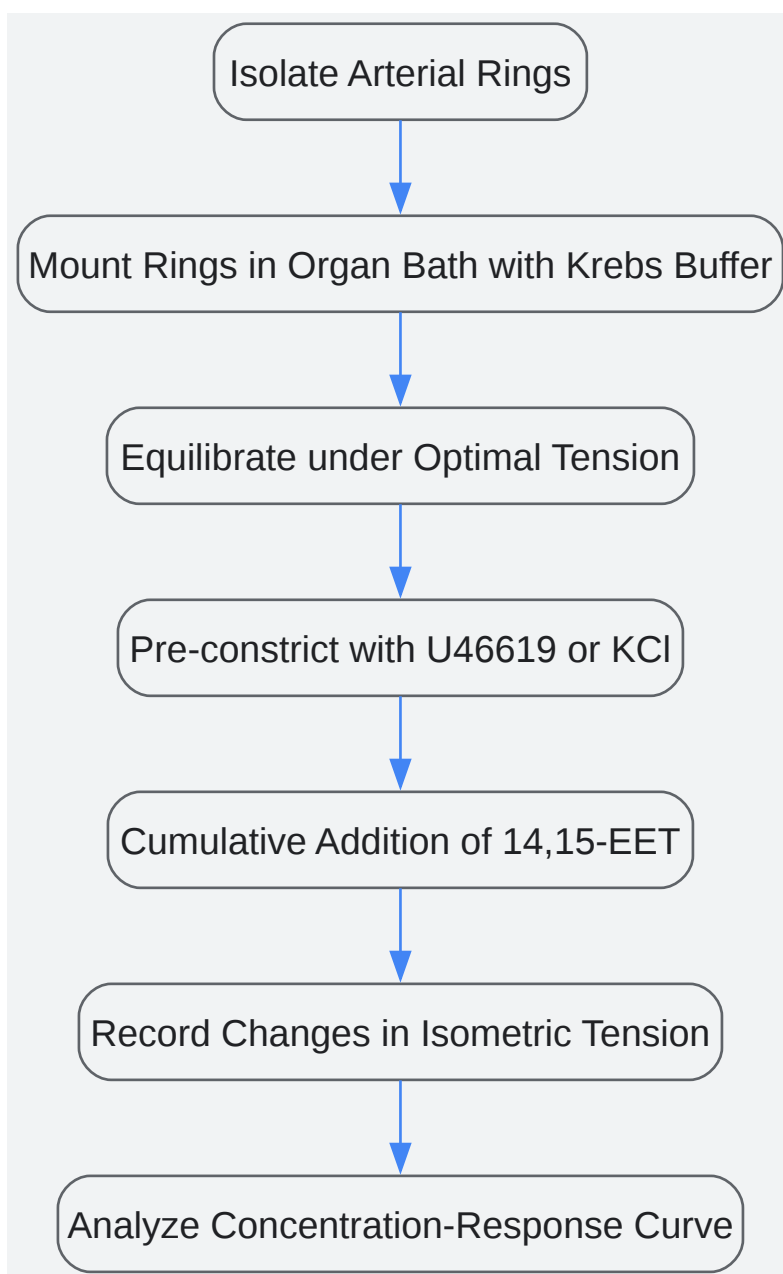 Isolate Arterial Rings
Mount Rings in Organ Bath with Krebs Buffer
Equilibrate under Optimal Tension
Pre-constrict with U46619 or KCl
Cumulative Addition of 14,15-EET
Record Changes in Isometric Tension
Analyze Concentration-Response Curve